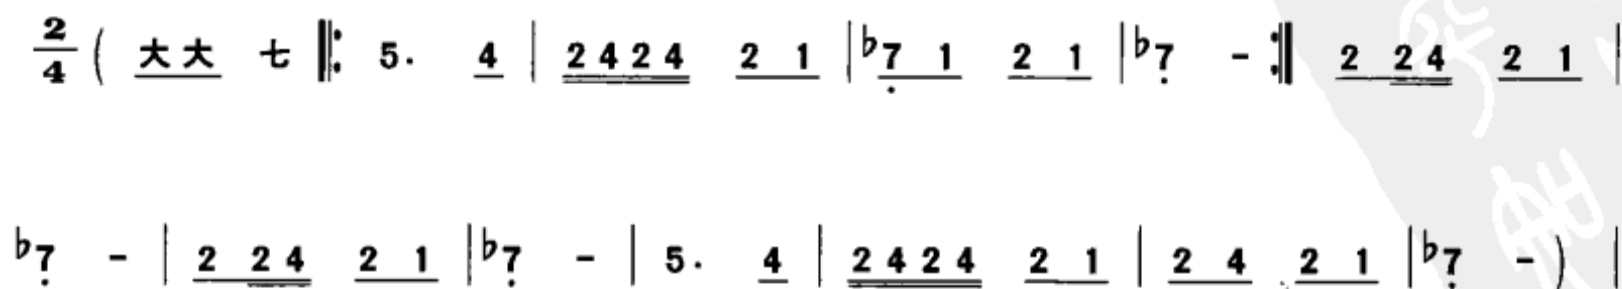 2/4 ( 大大 七 ‖: 5. 4 | 2424 2 1 | ♭7̣ 1 2 1 | ♭7̣ - :‖ 2 24 2 1 |
♭7̣ - | 2 24 2 1 | ♭7̣ - | 5. 4 | 2424 2 1 | 2 4 2 1 | ♭7̣ - ) |